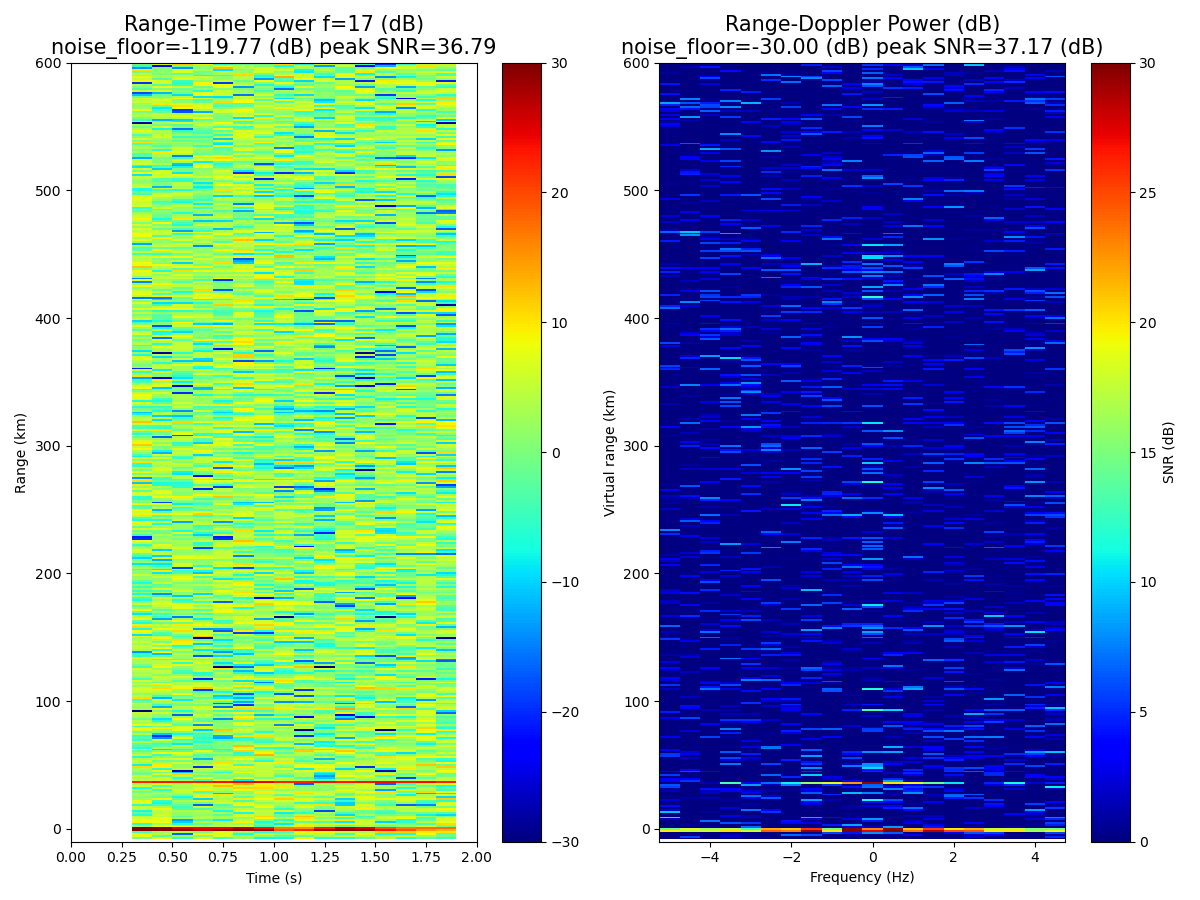 Range-Time Power f=17 (dB)
noise_floor=-119.77 (dB) peak SNR=36.79
Range (km)
600
500
400
300
200
100
0
0.00 0.25 0.50 0.75 1.00 1.25 1.50 1.75 2.00
Time (s)
30
20
10
0
−10
−20
−30
Range-Doppler Power (dB)
noise_floor=-30.00 (dB) peak SNR=37.17 (dB)
Virtual range (km)
600
500
400
300
200
100
0
−4 −2 0 2 4
Frequency (Hz)
30
25
20
15
10
5
0
SNR (dB)